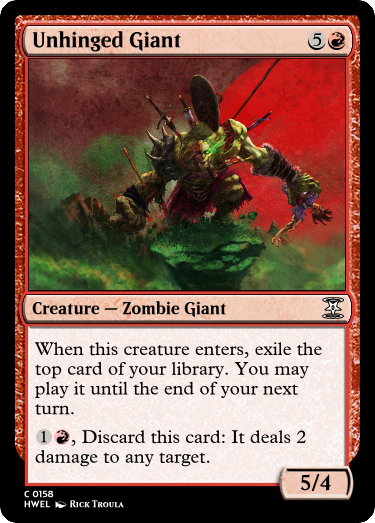 Unhinged Giant 5
Creature — Zombie Giant
When this creature enters, exile the
top card of your library. You may
play it until the end of your next
turn.
1 , Discard this card: It deals 2
damage to any target.
5/4
C 0158
HWEL Rick Troula